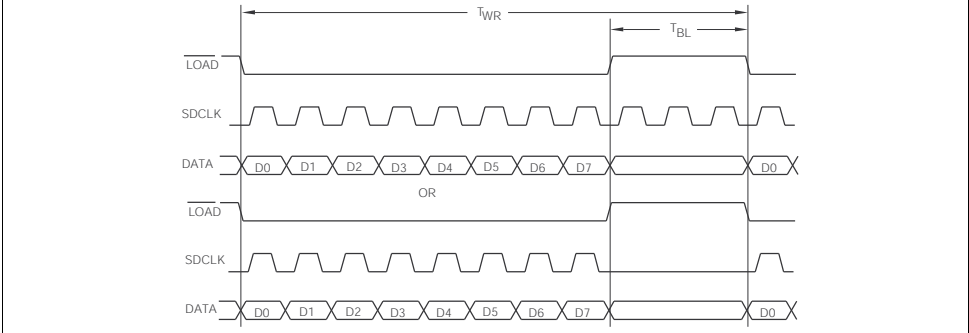 TWR
TBL
LOAD
SDCLK
DATA D0 D1 D2 D3 D4 D5 D6 D7 D0
OR
LOAD
SDCLK
DATA D0 D1 D2 D3 D4 D5 D6 D7 D0